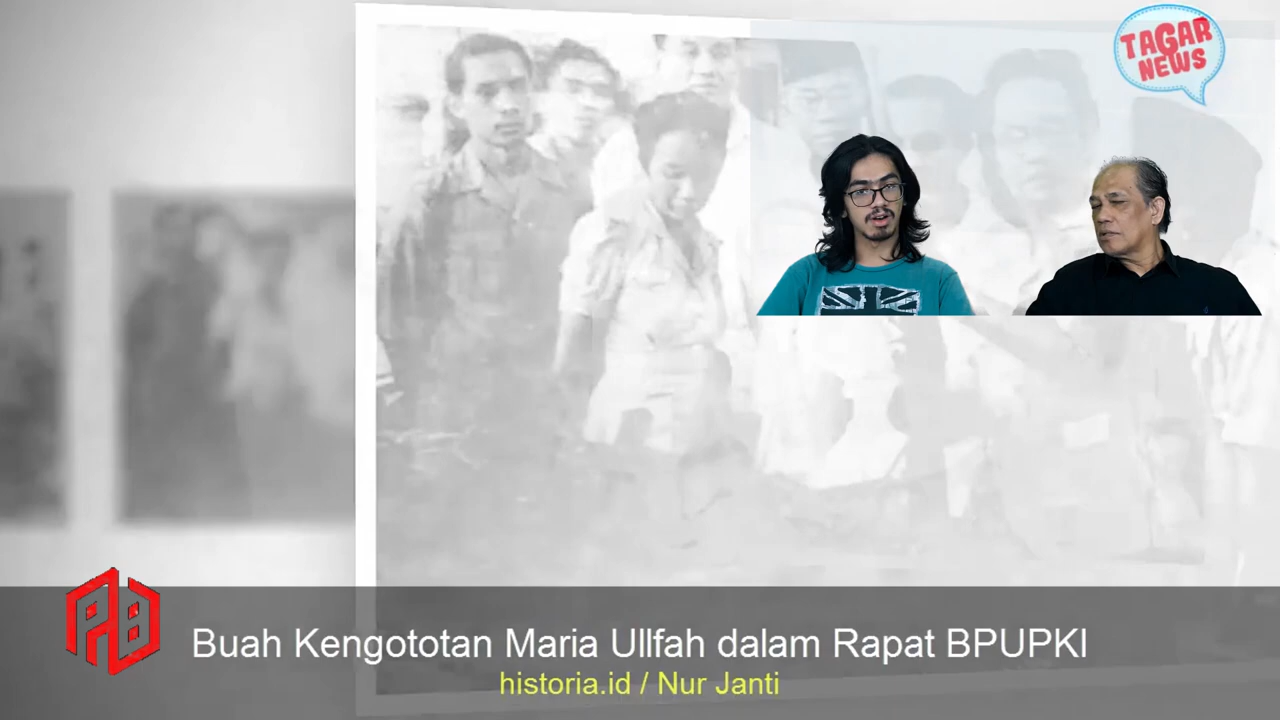 TAGAR
NEWS
Buah Kengototan Maria Ullfah dalam Rapat BPUPKI
historia.id / Nur Janti